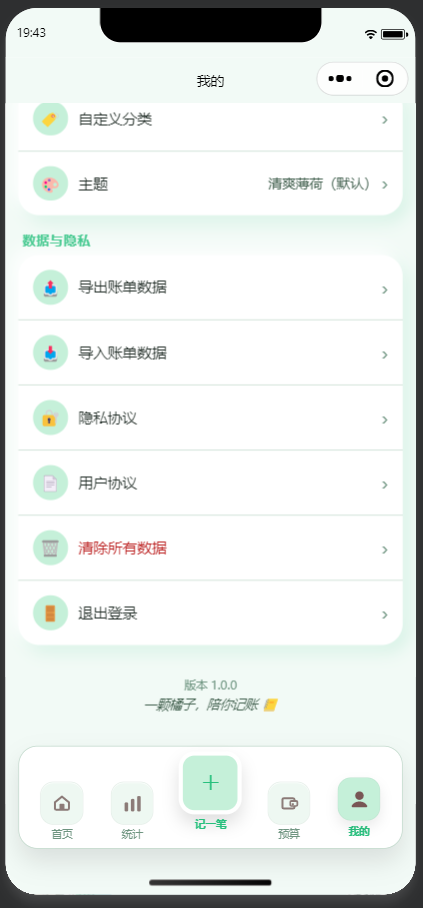 19:43
我的
自定义分类
主题 清爽薄荷（默认）
数据与隐私
导出账单数据
导入账单数据
隐私协议
用户协议
清除所有数据
退出登录
版本 1.0.0
一颗橘子，陪你记账
首页 统计 记一笔 预算 我的